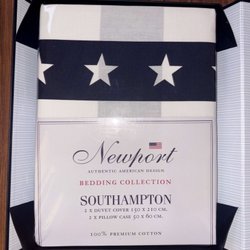 Newport
AUTHENTIC AMERICAN DESIGN
BEDDING COLLECTION
SOUTHAMPTON
2 X DUVET COVER 150 X 210 CM.
2 X PILLOW CASE 50 X 60 CM.
100% PREMIUM COTTON